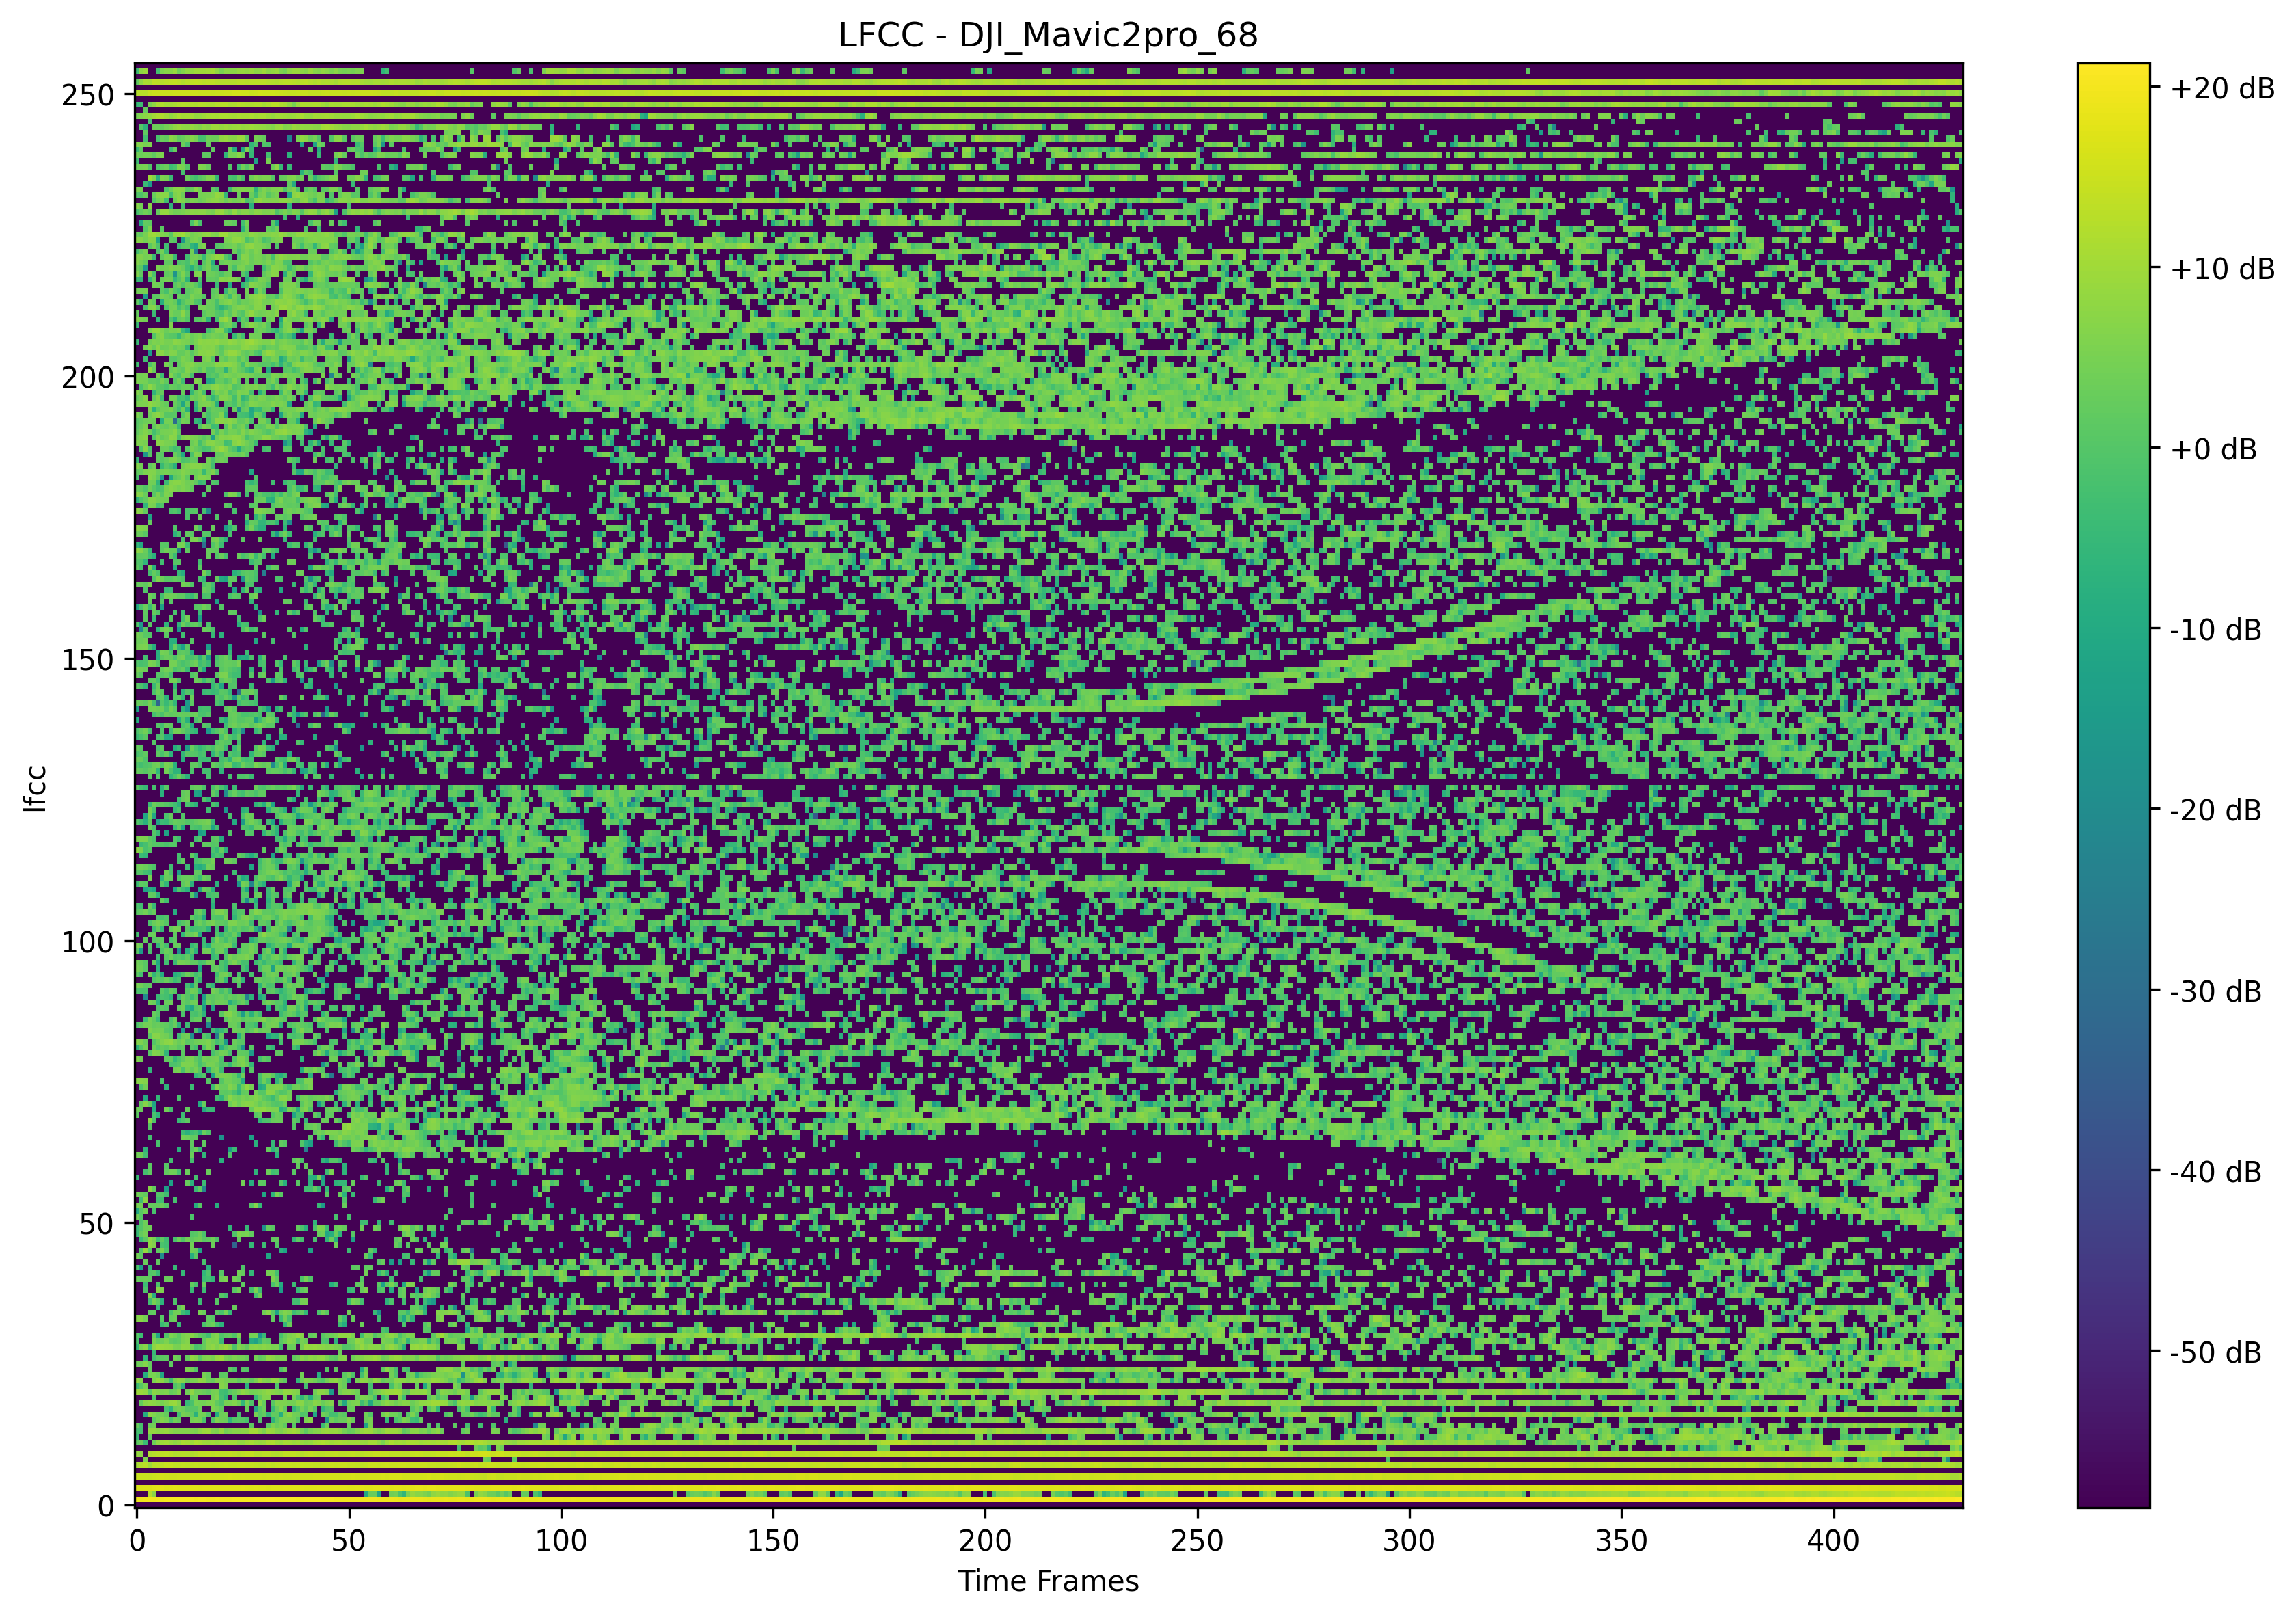 LFCC - DJI_Mavic2pro_68
250
200
150
100
50
0
lfcc
0 50 100 150 200 250 300 350 400
Time Frames
+20 dB
+10 dB
+0 dB
-10 dB
-20 dB
-30 dB
-40 dB
-50 dB